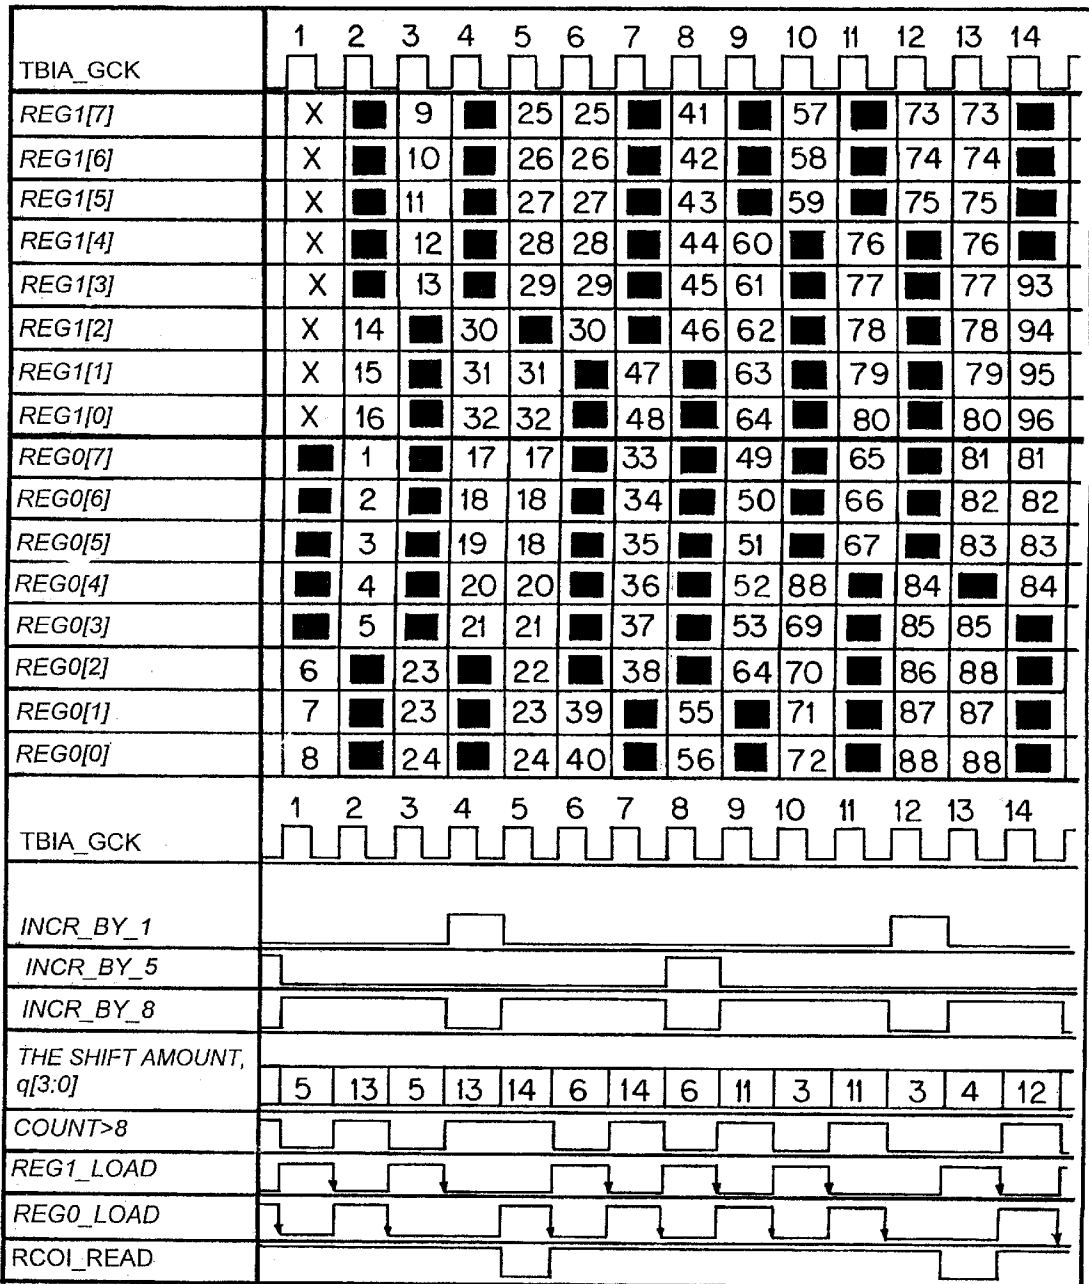 1 2 3 4 5 6 7 8 9 10 11 12 13 14
TBIA_GCK
REG1[7] X 9 25 25 41 57 73 73
REG1[6] X 10 26 26 42 58 74 74
REG1[5] X 11 27 27 43 59 75 75
REG1[4] X 12 28 28 44 60 76 76
REG1[3] X 13 29 29 45 61 77 77 93
REG1[2] X 14 30 30 46 62 78 78 94
REG1[1] X 15 31 31 47 63 79 79 95
REG1[0] X 16 32 32 48 64 80 80 96
REG0[7] 1 17 17 33 49 65 81 81
REG0[6] 2 18 18 34 50 66 82 82
REG0[5] 3 19 18 35 51 67 83 83
REG0[4] 4 20 20 36 52 88 84 84
REG0[3] 5 21 21 37 53 69 85 85
REG0[2] 6 23 22 38 64 70 86 88
REG0[1] 7 23 23 39 55 71 87 87
REG0[0] 8 24 24 40 56 72 88 88
1 2 3 4 5 6 7 8 9 10 11 12 13 14
TBIA_GCK
INCR_BY_1
INCR_BY_5
INCR_BY_8
THE SHIFT AMOUNT,
q[3:0] 5 13 5 13 14 6 14 6 11 3 11 3 4 12
COUNT>8
REG1_LOAD
REG0_LOAD
RCOI_READ